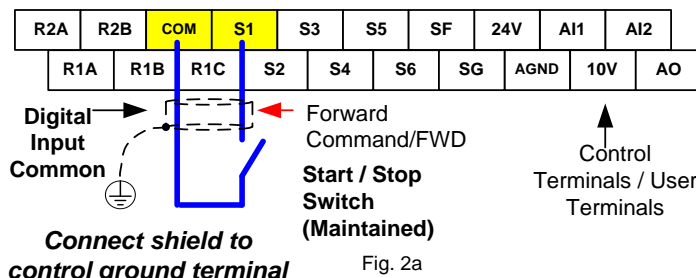 R2A R2B COM S1 S3 S5 SF 24V AI1 AI2
R1A R1B R1C S2 S4 S6 SG AGND 10V AO
Digital
Input
Common
Forward
Command/FWD
Start / Stop
Switch
(Maintained)
Control
Terminals / User
Terminals
Connect shield to
control ground terminal
Fig. 2a